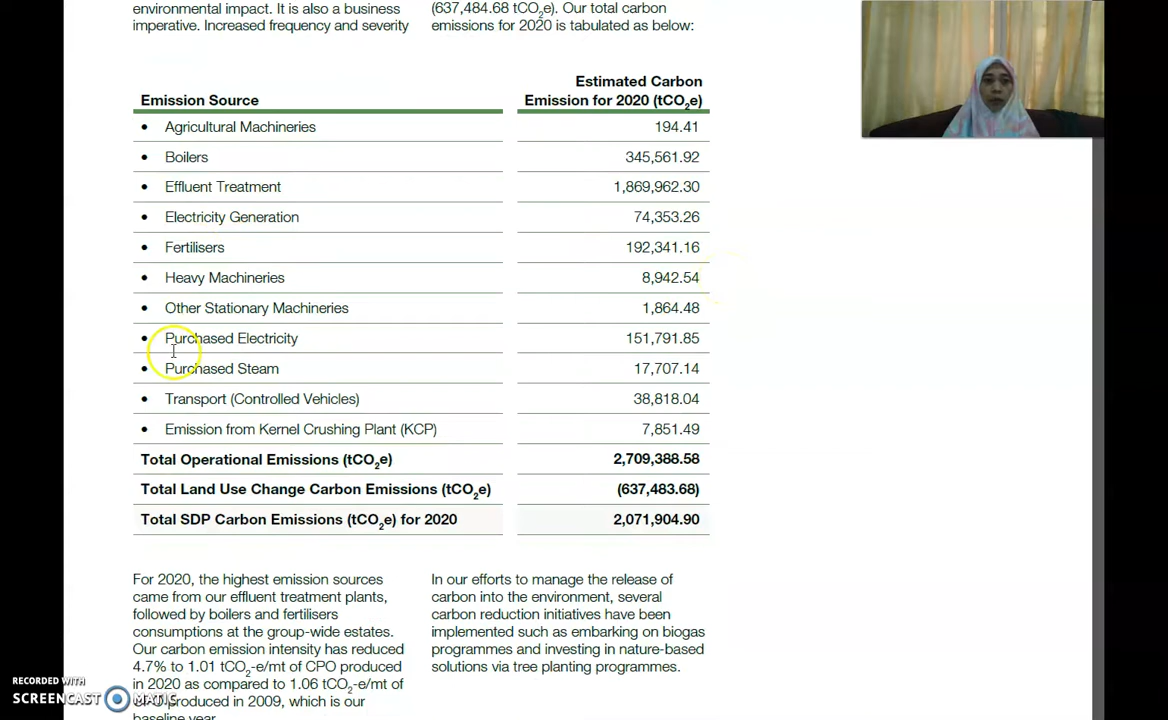 environmental impact. It is also a business
imperative. Increased frequency and severity
(637,484.68 tCO2e). Our total carbon
emissions for 2020 is tabulated as below:
Emission Source
Estimated Carbon
Emission for 2020 (tCO2e)
• Agricultural Machineries 194.41
• Boilers 345,561.92
• Effluent Treatment 1,869,962.30
• Electricity Generation 74,353.26
• Fertilisers 192,341.16
• Heavy Machineries 8,942.54
• Other Stationary Machineries 1,864.48
• Purchased Electricity 151,791.85
• Purchased Steam 17,707.14
• Transport (Controlled Vehicles) 38,818.04
• Emission from Kernel Crushing Plant (KCP) 7,851.49
Total Operational Emissions (tCO2e) 2,709,388.58
Total Land Use Change Carbon Emissions (tCO2e) (637,483.68)
Total SDP Carbon Emissions (tCO2e) for 2020 2,071,904.90
For 2020, the highest emission sources
came from our effluent treatment plants,
followed by boilers and fertilisers
consumptions at the group-wide estates.
Our carbon emission intensity has reduced
4.7% to 1.01 tCO2-e/mt of CPO produced
in 2020 as compared to 1.06 tCO2-e/mt of
produced in 2009, which is our
baseline year
In our efforts to manage the release of
carbon into the environment, several
carbon reduction initiatives have been
implemented such as embarking on biogas
programmes and investing in nature-based
solutions via tree planting programmes.
RECORDED WITH
SCREENCAST MATIC